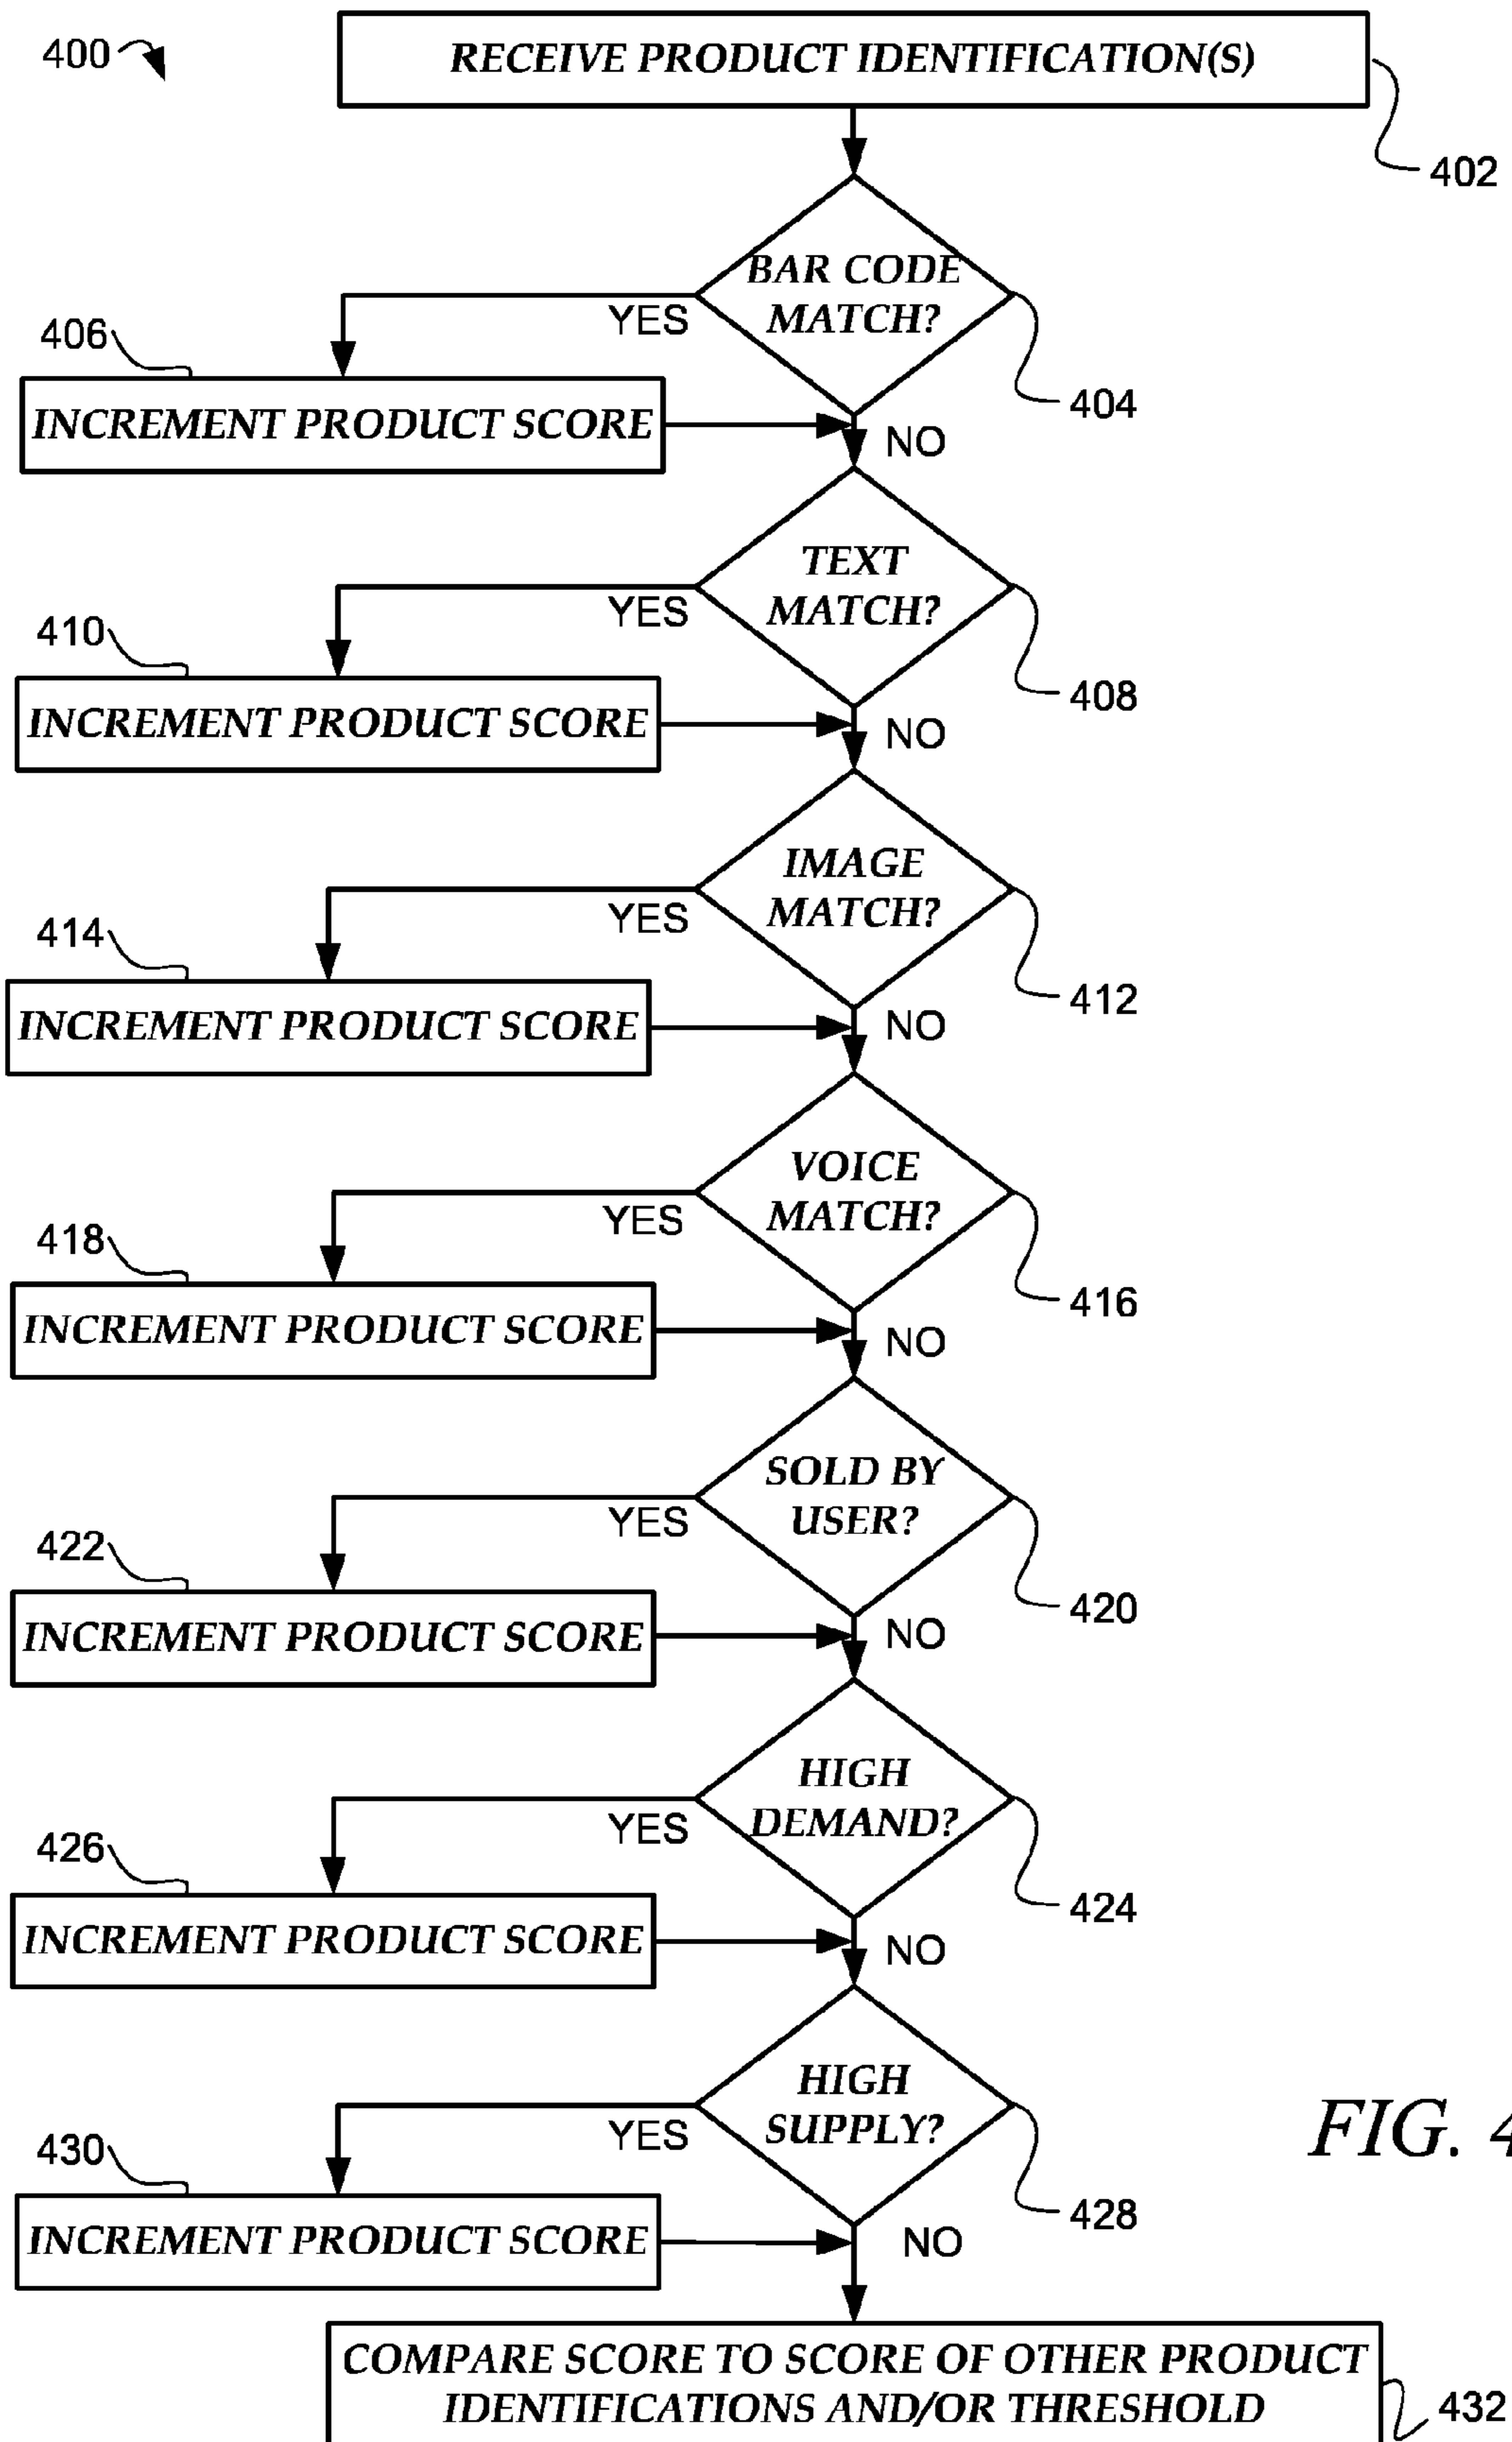 400
RECEIVE PRODUCT IDENTIFICATION(S)
402
BAR CODE
MATCH?
YES
404
406
INCREMENT PRODUCT SCORE
NO
TEXT
MATCH?
YES
408
410
INCREMENT PRODUCT SCORE
NO
IMAGE
MATCH?
YES
412
414
INCREMENT PRODUCT SCORE
NO
VOICE
MATCH?
YES
416
418
INCREMENT PRODUCT SCORE
NO
SOLD BY
USER?
YES
420
422
INCREMENT PRODUCT SCORE
NO
HIGH
DEMAND?
YES
424
426
INCREMENT PRODUCT SCORE
NO
HIGH
SUPPLY?
YES
428
430
INCREMENT PRODUCT SCORE
NO
FIG. 4
COMPARE SCORE TO SCORE OF OTHER PRODUCT
IDENTIFICATIONS AND/OR THRESHOLD
432